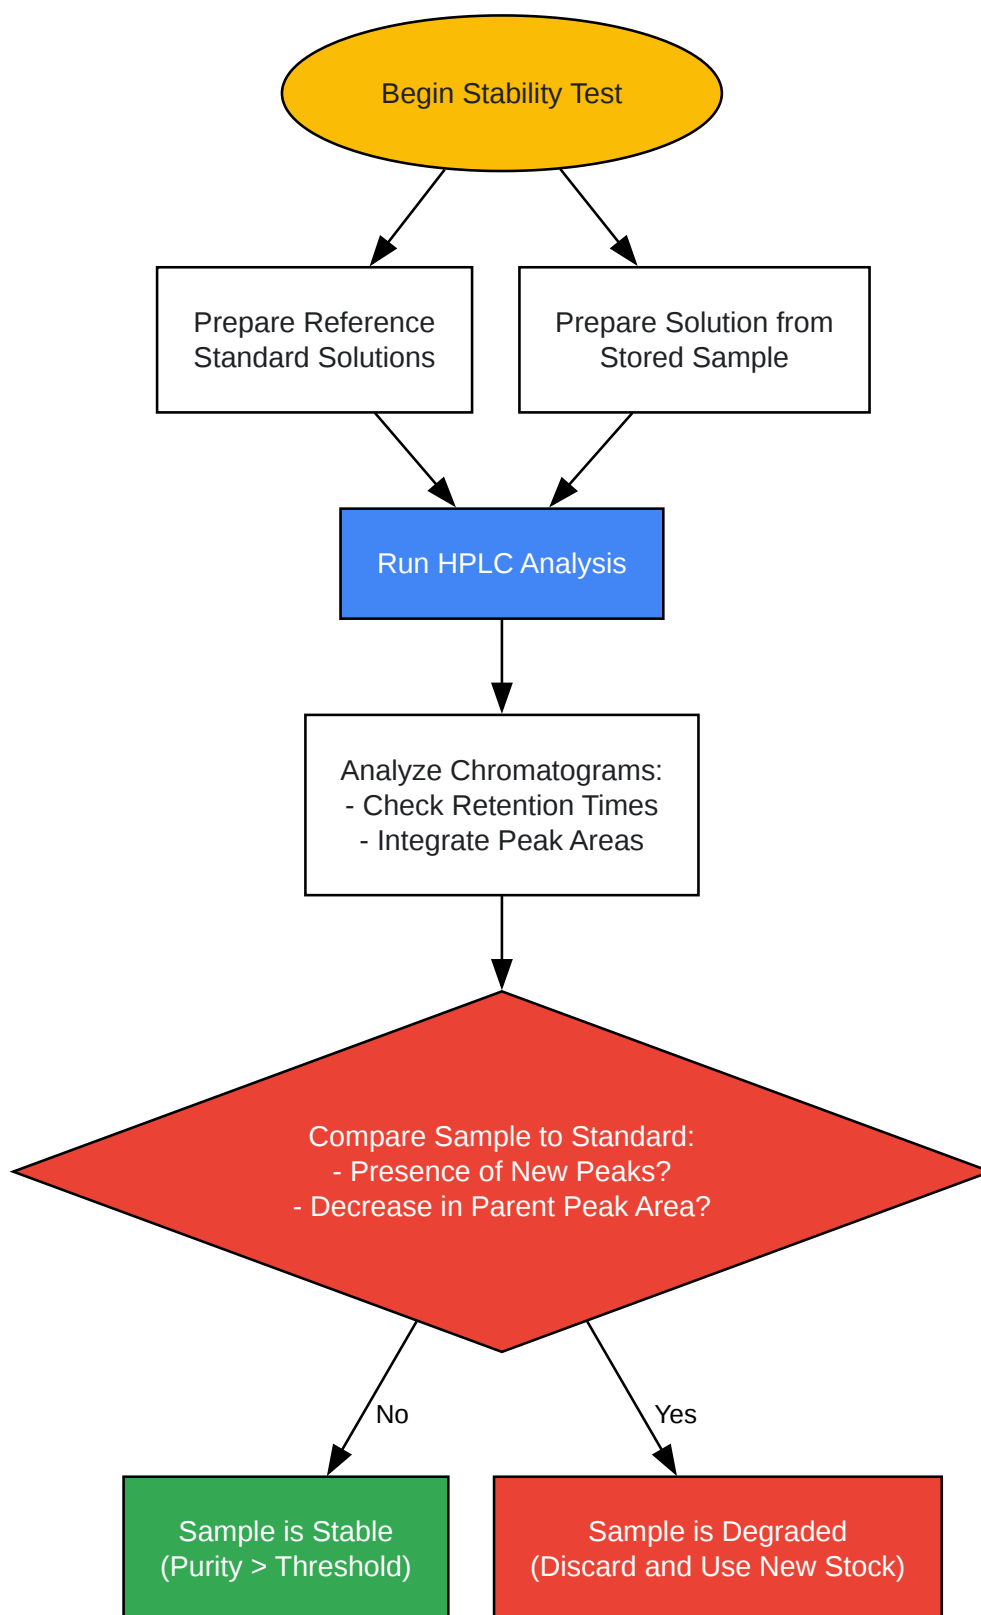 Begin Stability Test
Prepare Reference
Standard Solutions
Prepare Solution from
Stored Sample
Run HPLC Analysis
Analyze Chromatograms:
- Check Retention Times
- Integrate Peak Areas
Compare Sample to Standard:
- Presence of New Peaks?
- Decrease in Parent Peak Area?
No
Yes
Sample is Stable
(Purity > Threshold)
Sample is Degraded
(Discard and Use New Stock)